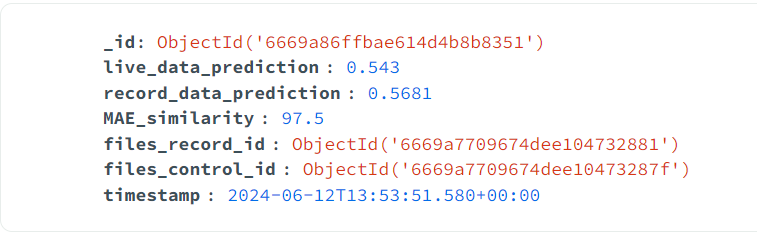 _id: ObjectId('6669a86ffbae614d4b8b8351')
live_data_prediction : 0.543
record_data_prediction : 0.5681
MAE_similarity : 97.5
files_record_id : ObjectId('6669a7709674dee104732881')
files_control_id : ObjectId('6669a7709674dee10473287f')
timestamp : 2024-06-12T13:53:51.580+00:00